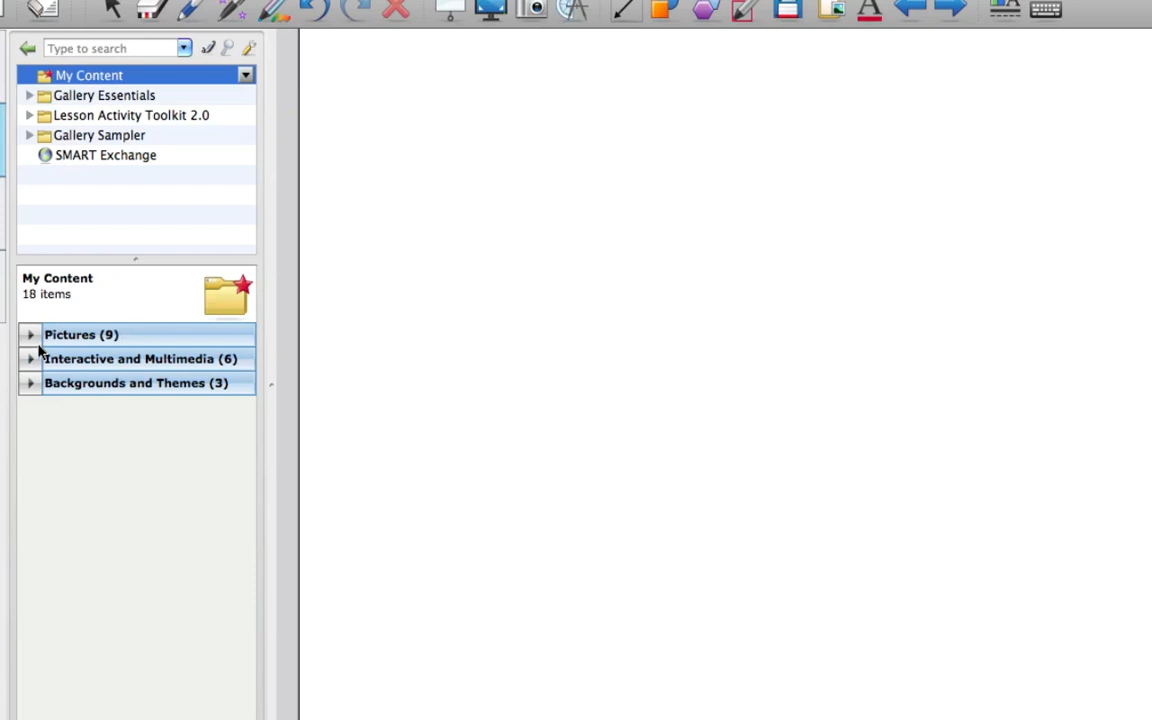 Type to search
My Content
Gallery Essentials
Lesson Activity Toolkit 2.0
Gallery Sampler
SMART Exchange
My Content
18 items
Pictures (9)
Interactive and Multimedia (6)
Backgrounds and Themes (3)